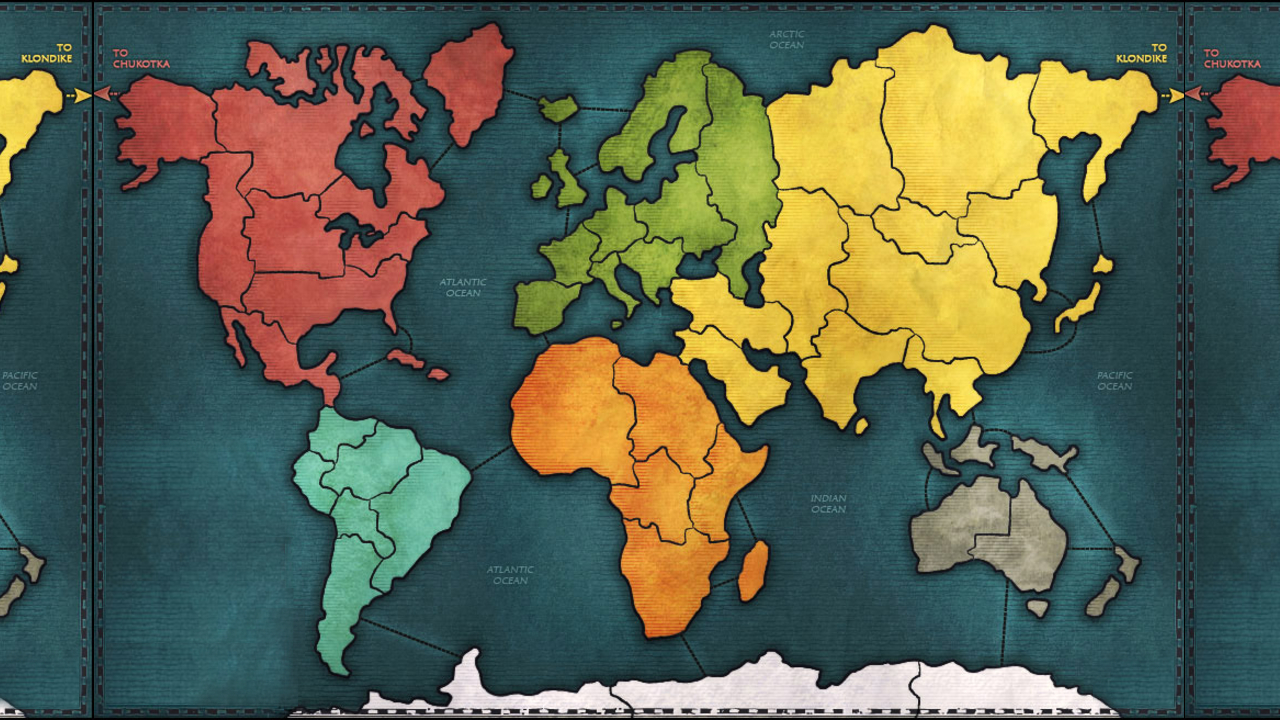 TO
KLONDIKE
TO
CHUKOTKA
ARCTIC
OCEAN
TO
KLONDIKE
TO
CHUKOTKA
ATLANTIC
OCEAN
PACIFIC
OCEAN
PACIFIC
OCEAN
INDIAN
OCEAN
ATLANTIC
OCEAN